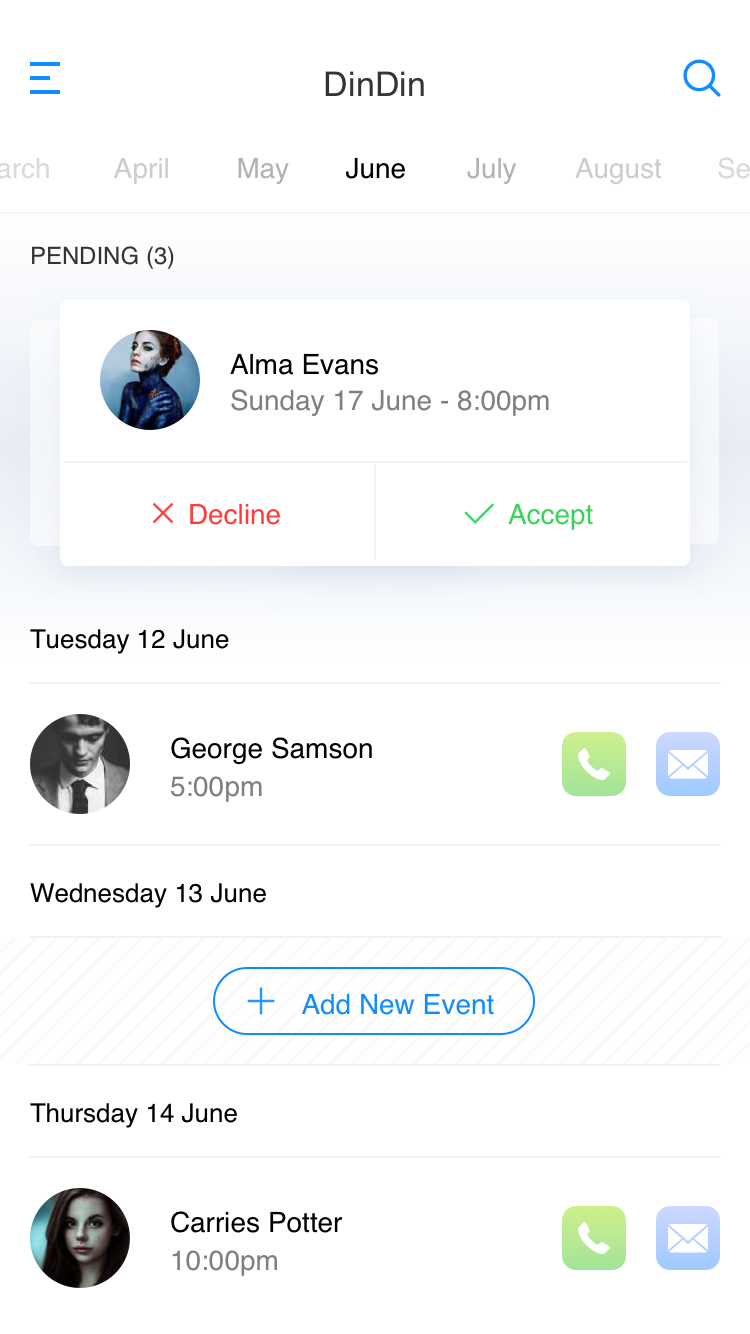 DinDin
arch April May June July August Se
PENDING (3)
Alma Evans
Sunday 17 June - 8:00pm
Decline Accept
Tuesday 12 June
George Samson
5:00pm
Wednesday 13 June
Add New Event
Thursday 14 June
Carries Potter
10:00pm